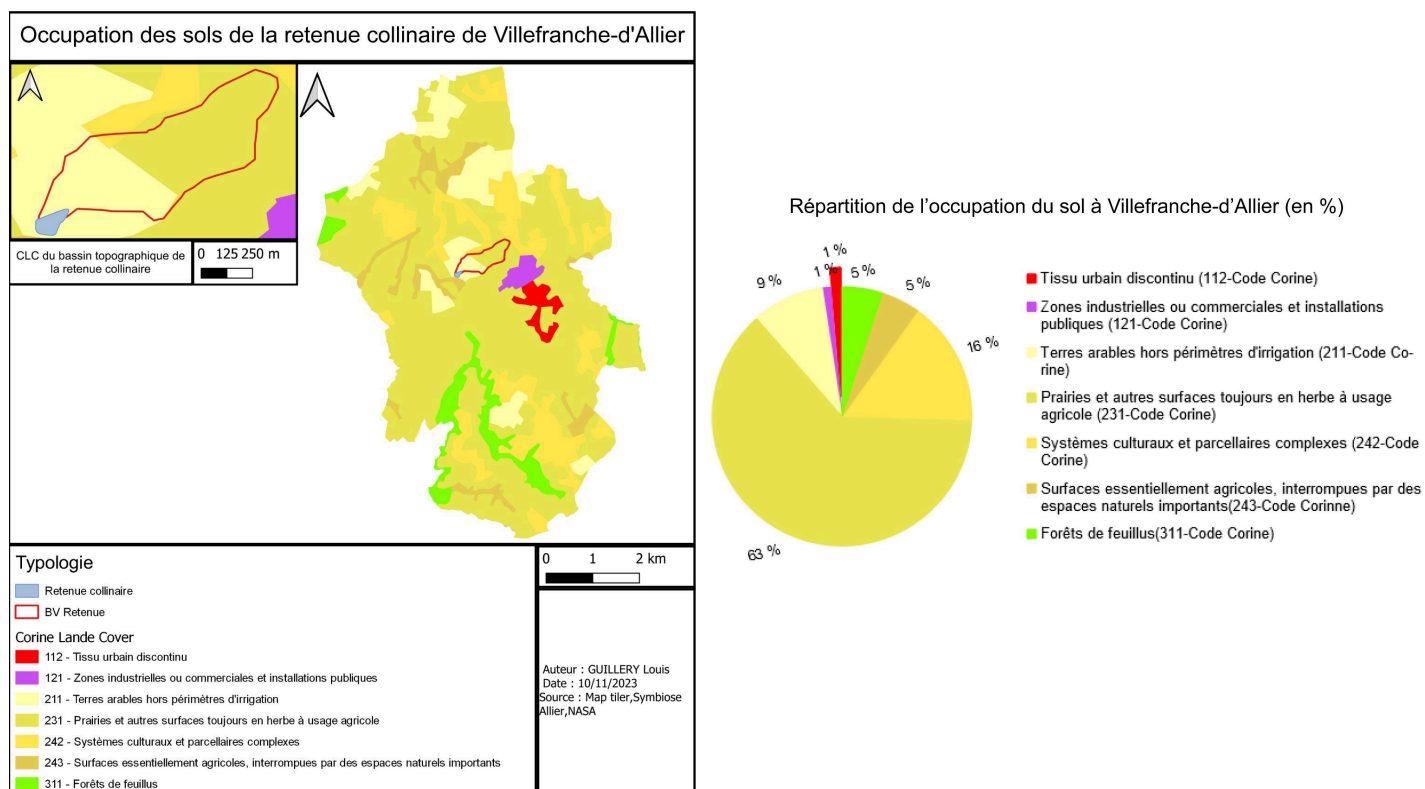 Occupation des sols de la retenue collinaire de Villefranche-d'Allier
CLC du bassin topographique de
la retenue collinaire
0 125 250 m
Typologie
Retenue collinaire
BV Retenue
Corine Lande Cover
112 - Tissu urbain discontinu
121 - Zones industrielles ou commerciales et installations publiques
211 - Terres arables hors périmètres d'irrigation
231 - Prairies et autres surfaces toujours en herbe à usage agricole
242 - Systèmes culturaux et parcellaires complexes
243 - Surfaces essentiellement agricoles, interrompues par des espaces naturels importants
311 - Forêts de feuillus
0 1 2 km
Auteur : GUILLERY Louis
Date : 10/11/2023
Source : Map tiler,Symbiose
Allier,NASA
Répartition de l'occupation du sol à Villefranche-d'Allier (en %)
1 %
1 %
5 %
5 %
9 %
16 %
63 %
Tissu urbain discontinu (112-Code Corine)
Zones industrielles ou commerciales et installations
publiques (121-Code Corine)
Terres arables hors périmètres d'irrigation (211-Code Co-
rine)
Prairies et autres surfaces toujours en herbe à usage
agricole (231-Code Corine)
Systèmes culturaux et parcellaires complexes (242-Code
Corine)
Surfaces essentiellement agricoles, interrompues par des
espaces naturels importants(243-Code Corinne)
Forêts de feuillus(311-Code Corine)